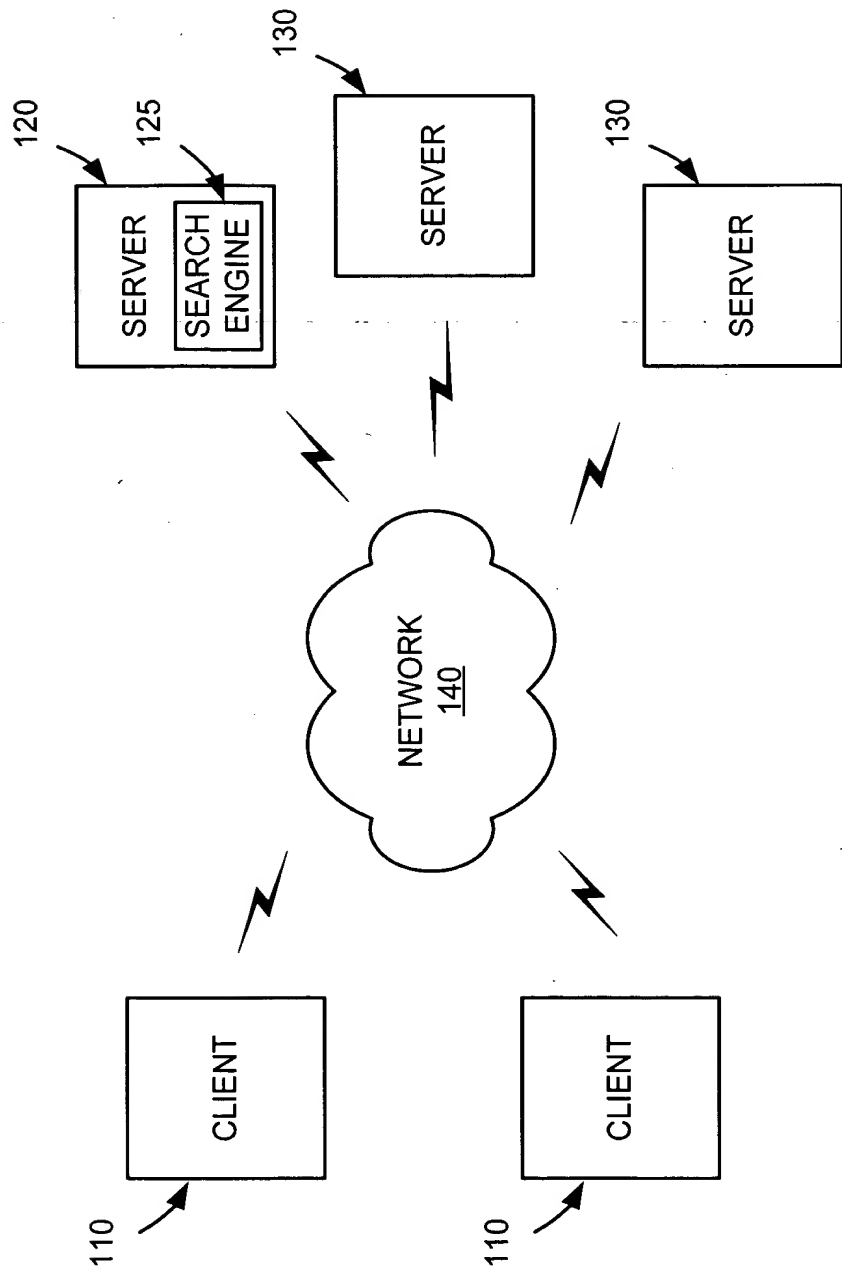 120
125
130
SERVER
SEARCH
ENGINE
SERVER
130
SERVER
NETWORK
140
CLIENT
110
CLIENT
110